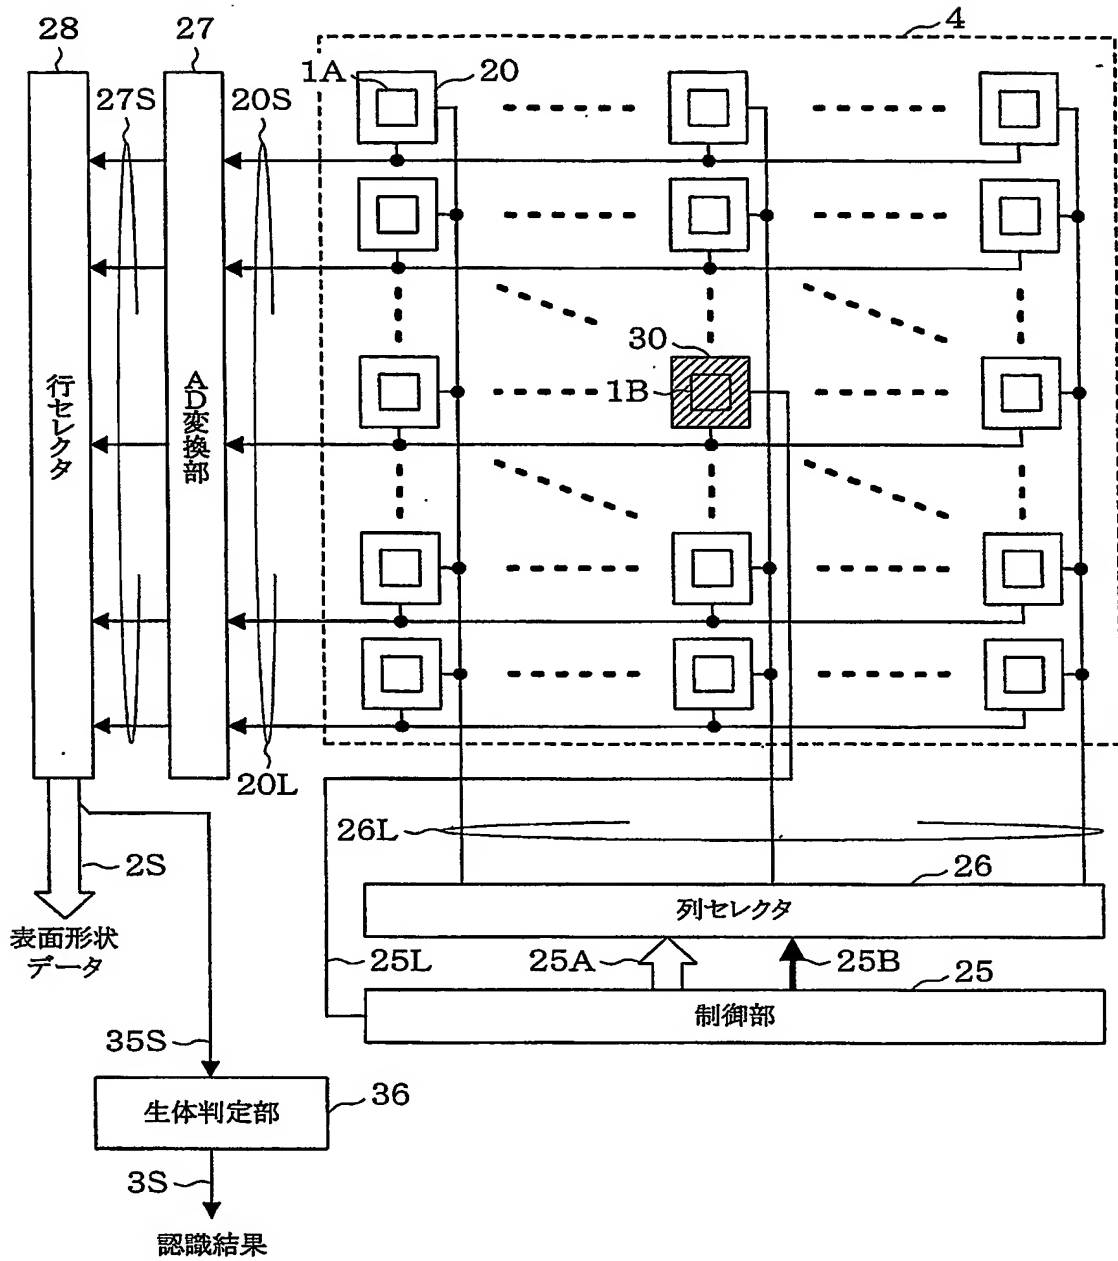 28
27
4
1A
20
27S
20S
30
1B
行セレクタ
AD変換部
20L
26L
2S
26
列セレクタ
表面形状
データ
25L
25A
25B
25
制御部
35S
生体判定部
36
3S
認識結果